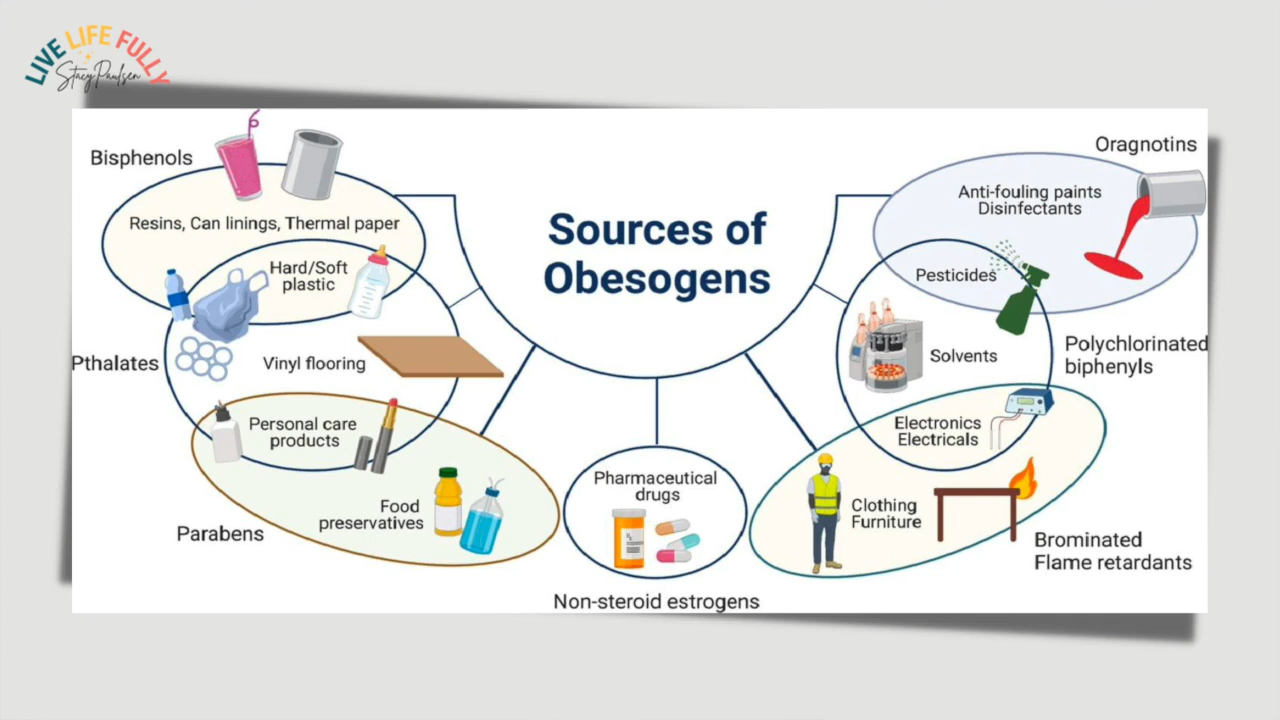 LIVE LIFE FULLY
Stacy Paulsen
Bisphenols
Resins, Can linings, Thermal paper
Hard/Soft
plastic
Pthalates
Vinyl flooring
Personal care
products
Food
preservatives
Parabens
Sources of
Obesogens
Pharmaceutical
drugs
Non-steroid estrogens
Oragnotins
Anti-fouling paints
Disinfectants
Pesticides
Solvents
Polychlorinated
biphenyls
Electronics
Electricals
Clothing
Furniture
Brominated
Flame retardants